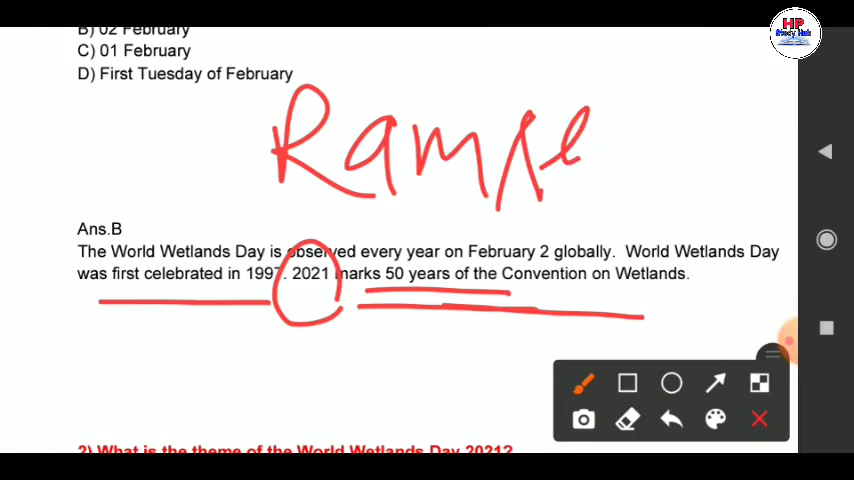 HP
Study Hub
B) 02 February
C) 01 February
D) First Tuesday of February
Ans.B
The World Wetlands Day is observed every year on February 2 globally. World Wetlands Day
was first celebrated in 1997. 2021 marks 50 years of the Convention on Wetlands.
2) What is the theme of the World Wetlands Day 2021?